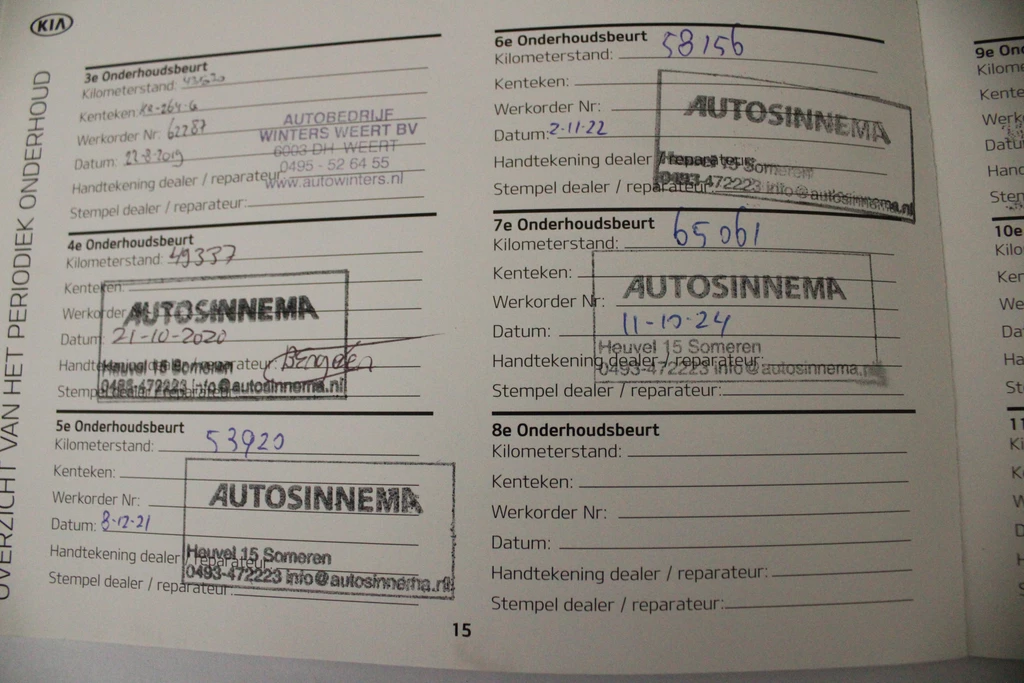 KIA
OVERZICHT VAN HET PERIODIEK ONDERHOUD
3e Onderhoudsbeurt
Kilometerstand:
Kenteken:
Werkorder Nr: 62287
Datum: 22-8-2019
Handtekening dealer / reparateur
Stempel dealer / reparateur:
AUTOBEDRIJF
WINTERS WEERT BV
6003 DH WEERT
0495 - 52 64 55
www.autowinters.nl
4e Onderhoudsbeurt
Kilometerstand: 49337
Kenteken:
Werkorder
AUTOSINNEMA
Datum: 21-10-2020
Handtekening dealer / reparateur:
Heuvel 15 Someren
Stempel dealer / reparateur:
0493-472223 info@autosinnema.nl
5e Onderhoudsbeurt
Kilometerstand: 53920
Kenteken:
Werkorder Nr:
AUTOSINNEMA
Datum: 8-12-21
Handtekening dealer / reparateur:
Heuvel 15 Someren
0493-472223 info@autosinnema.nl
Stempel dealer / reparateur:
6e Onderhoudsbeurt
Kilometerstand: 58156
Kenteken:
Werkorder Nr:
AUTOSINNEMA
Datum: 2-11-22
Handtekening dealer / reparateur
Heuvel 15 Someren
Stempel dealer / reparateur:
0493-472223 info@autosinnema.nl
7e Onderhoudsbeurt
Kilometerstand: 65061
Kenteken:
Werkorder Nr:
AUTOSINNEMA
Datum: 11-10-24
Heuvel 15 Someren
Handtekening dealer / reparateur:
0493-472223 info@autosinnema.nl
Stempel dealer / reparateur:
8e Onderhoudsbeurt
Kilometerstand:
Kenteken:
Werkorder Nr:
Datum:
Handtekening dealer / reparateur:
Stempel dealer / reparateur:
15
9e
10e